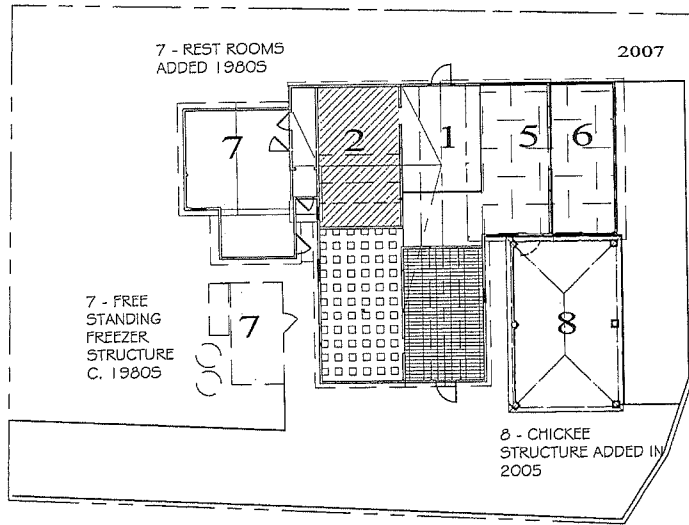 7 - REST ROOMS
ADDED 1980S
2007
7
2
1
5
6
7 - FREE
STANDING
FREEZER
STRUCTURE
C. 1980S
7
8
8 - CHICKEE
STRUCTURE ADDED IN
2005